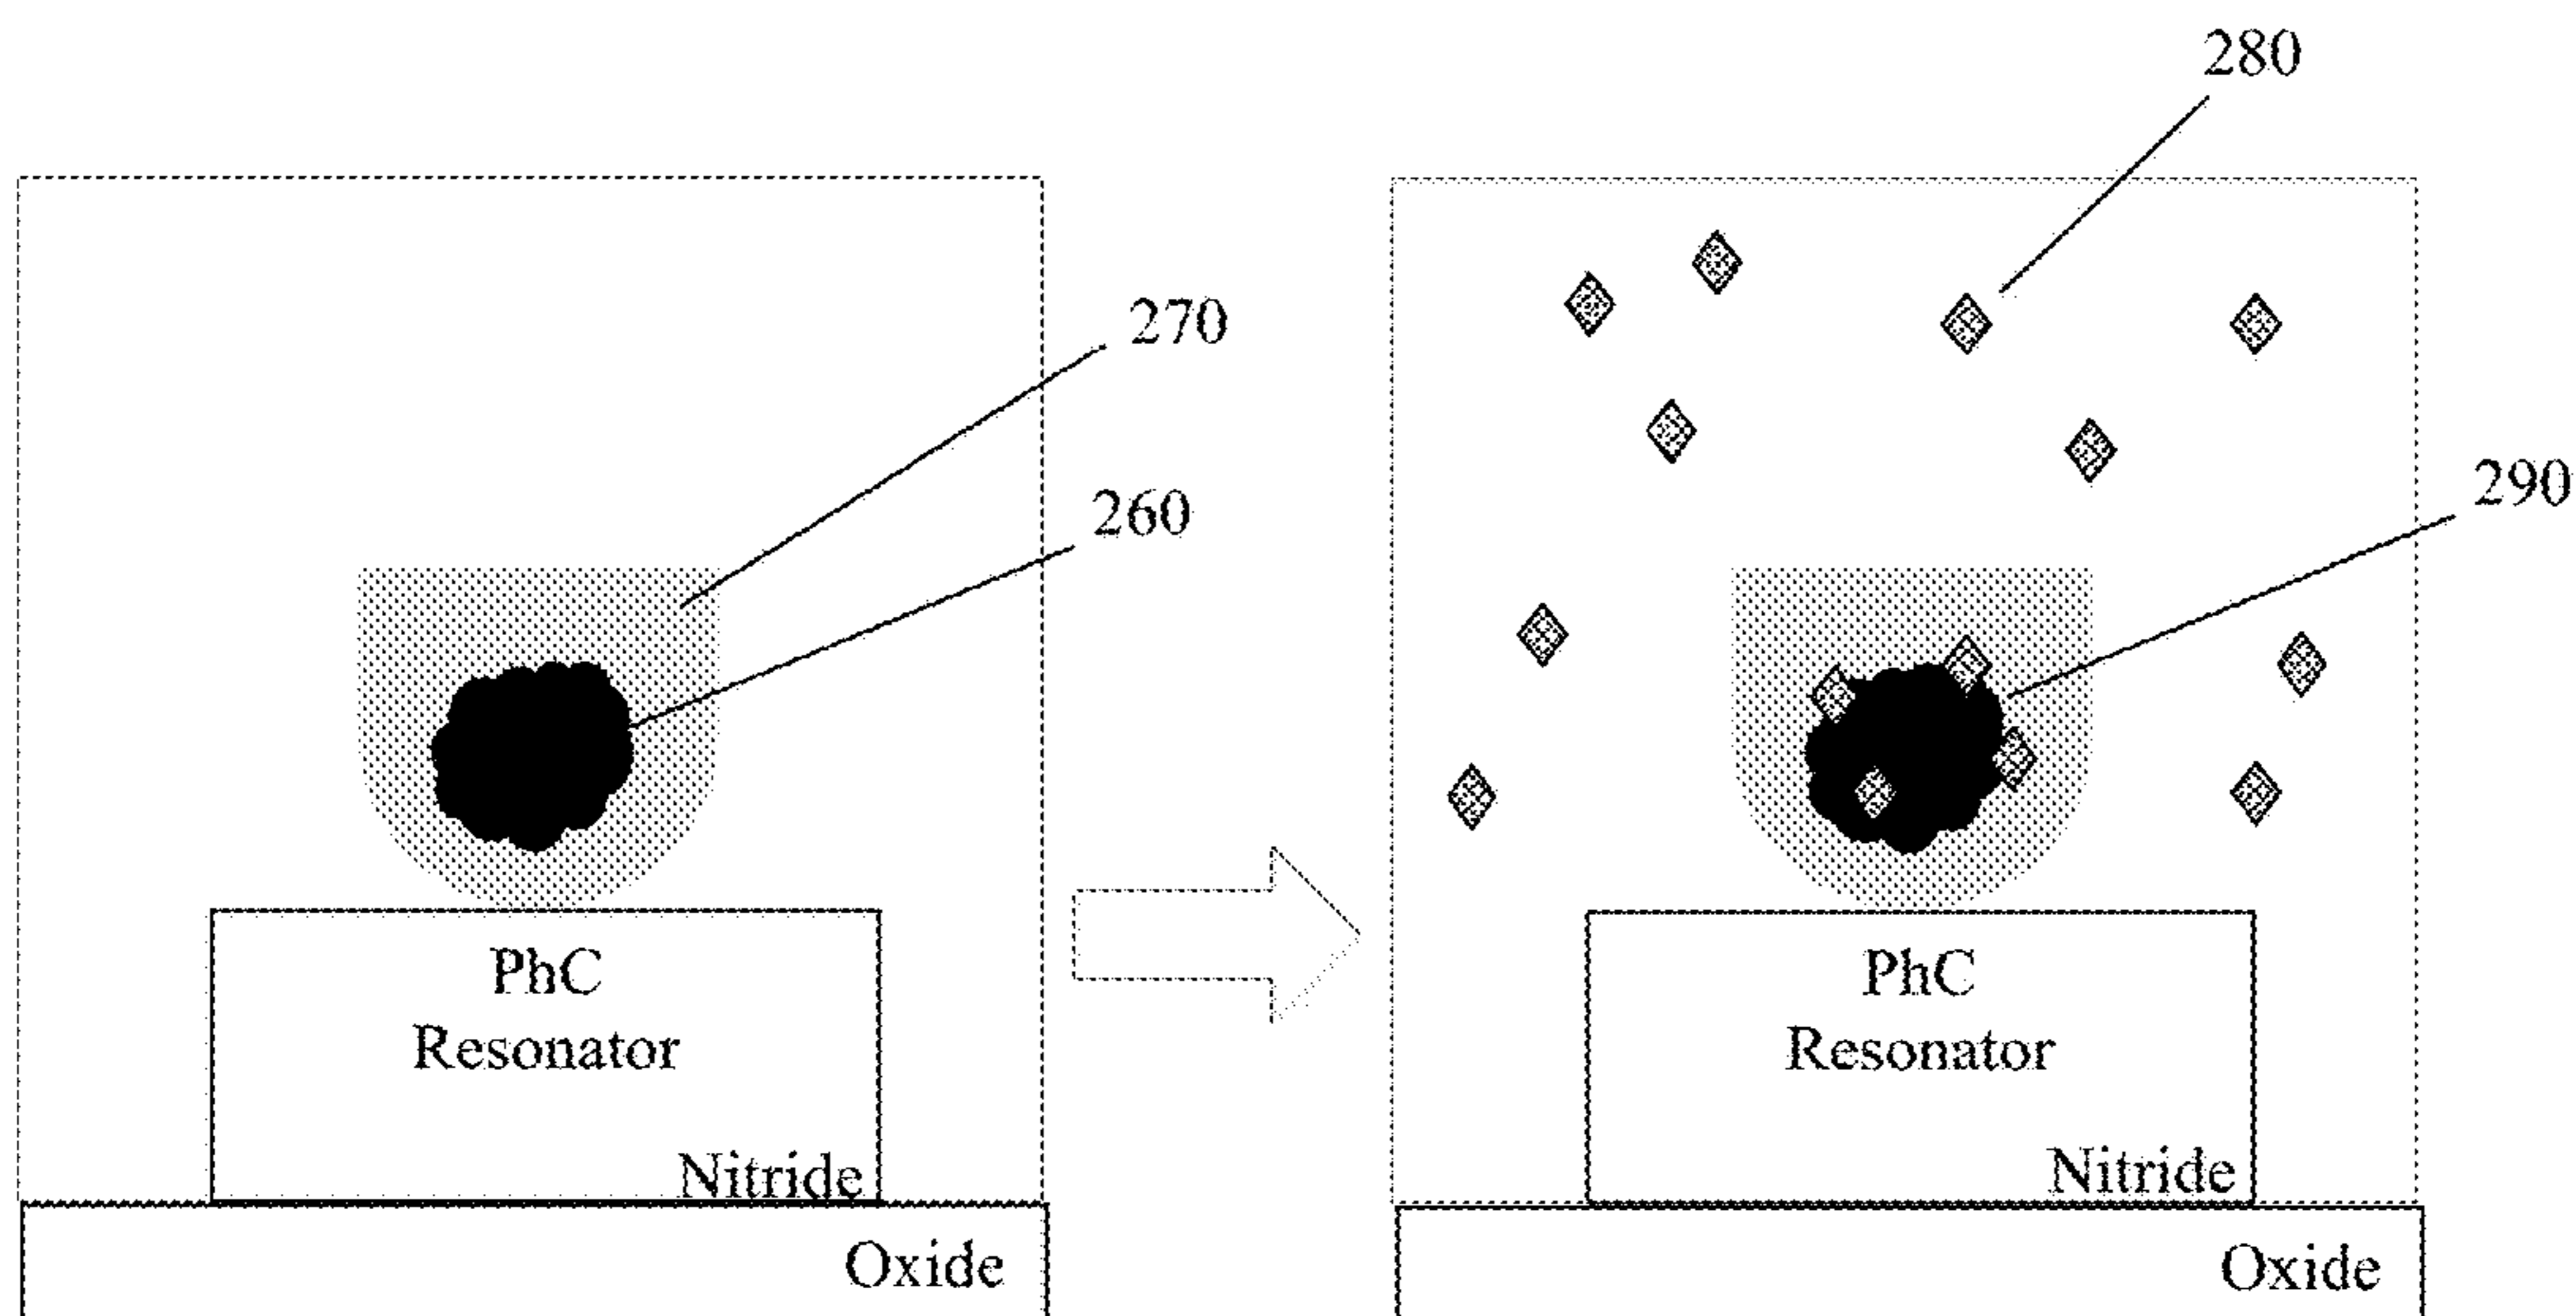 280
270
260
290
PhC
Resonator
Nitride
Oxide
PhC
Resonator
Nitride
Oxide